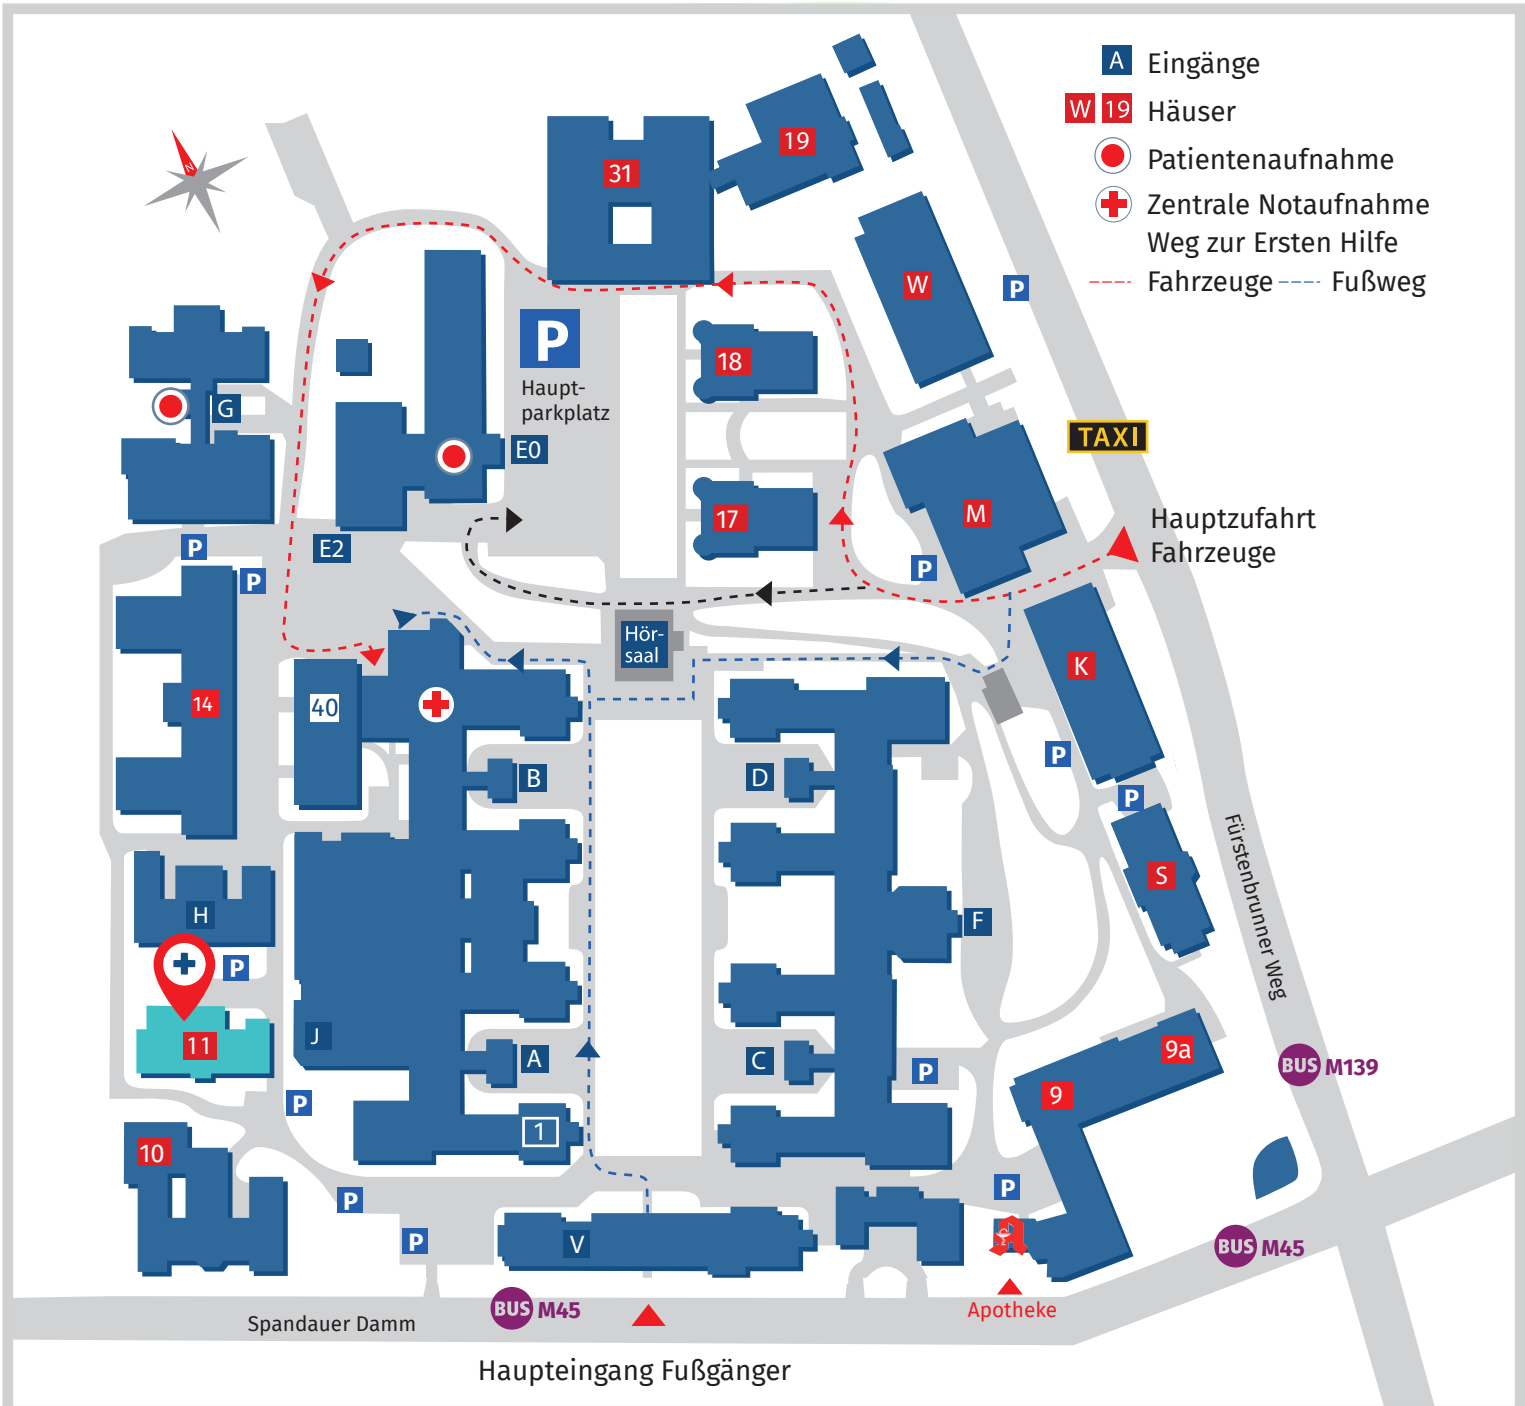 A Eingänge
W 19 Häuser
Patientenaufnahme
Zentrale Notaufnahme
Weg zur Ersten Hilfe
Fahrzeuge Fußweg
N
19
31
W
P
18
P
Haupt-
parkplatz
G
E0
TAXI
M
17
Hauptzufahrt
Fahrzeuge
E2
P
P
P
Hör-
saal
K
14
40
P
B
D
P
S
Fürstenbrunner Weg
H
F
P
J
11
A
C
P
9a
9
BUS M139
P
1
10
P
P
P
V
A
BUS M45
Apotheke
BUS M45
Spandauer Damm
Haupteingang Fußgänger